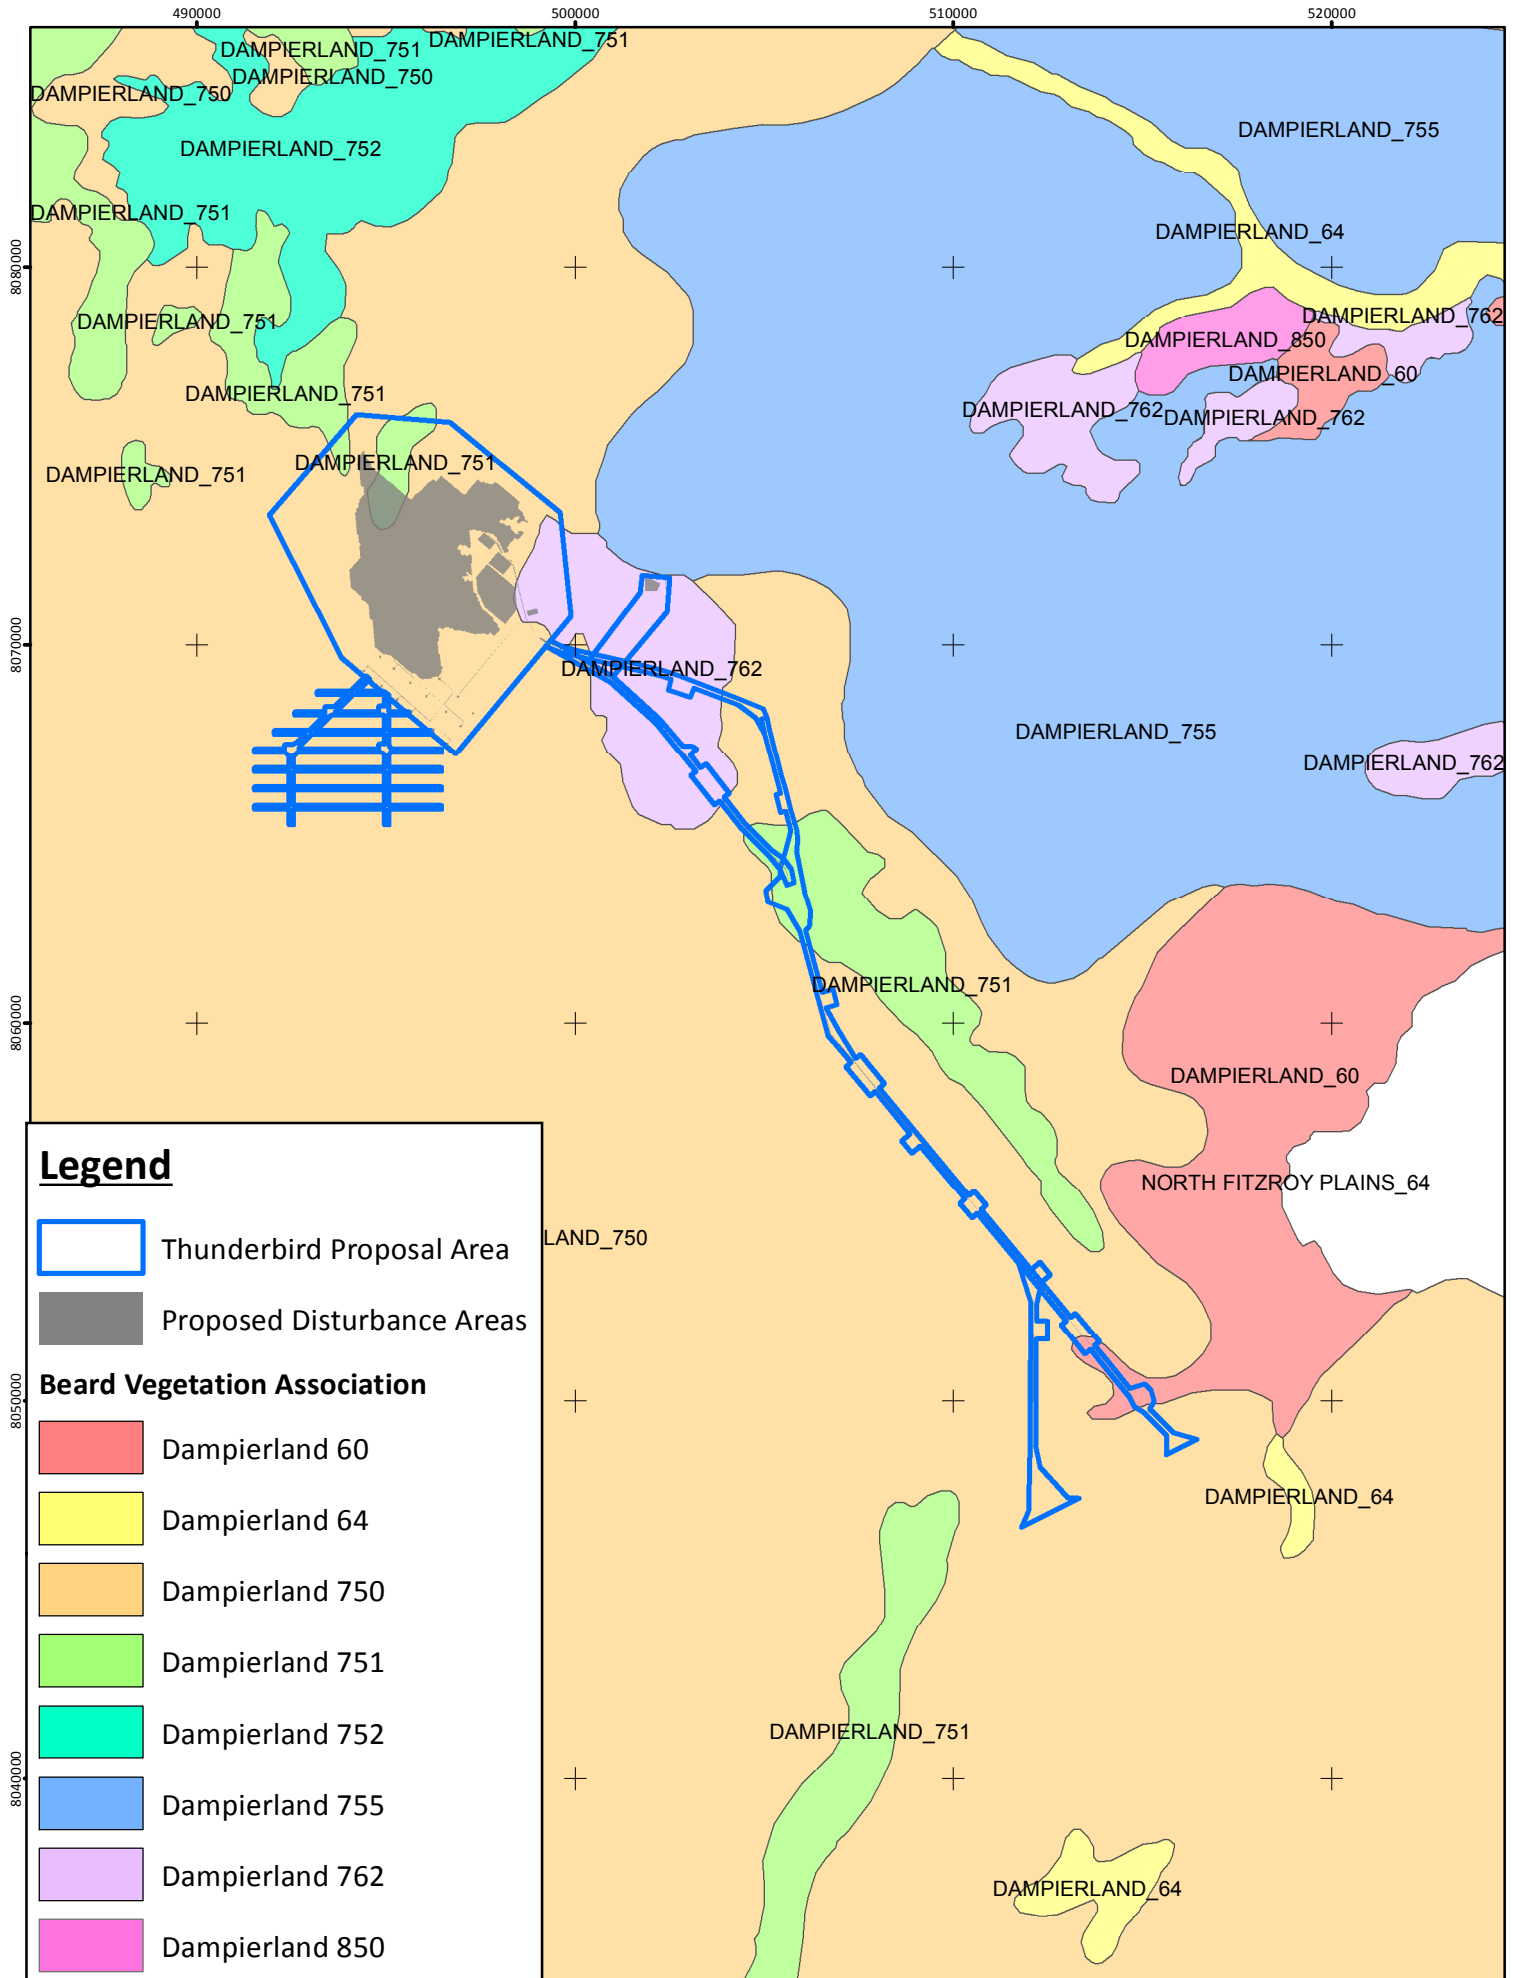 490000 500000 510000 520000
DAMPIERLAND_751
DAMPIERLAND_751
DAMPIERLAND_750
DAMPIERLAND_750
DAMPIERLAND_755
DAMPIERLAND_752
DAMPIERLAND_751
DAMPIERLAND_64
8080000
DAMPIERLAND_762
DAMPIERLAND_751
DAMPIERLAND_850
DAMPIERLAND_60
DAMPIERLAND_751
DAMPIERLAND_762
DAMPIERLAND_762
DAMPIERLAND_751
DAMPIERLAND_751
8070000
DAMPIERLAND_762
DAMPIERLAND_755
DAMPIERLAND_762
DAMPIERLAND_751
8060000
DAMPIERLAND_60
NORTH FITZROY PLAINS_64
LAND_750
Legend
Thunderbird Proposal Area
Proposed Disturbance Areas
Beard Vegetation Association
8050000
Dampierland 60
DAMPIERLAND_64
Dampierland 64
Dampierland 750
Dampierland 751
DAMPIERLAND_751
Dampierland 752
8040000
Dampierland 755
Dampierland 762
DAMPIERLAND_64
Dampierland 850